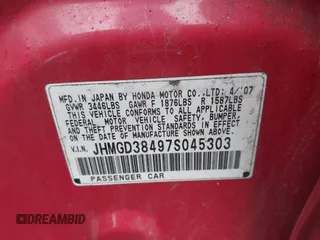 MFD. IN JAPAN BY HONDA MOTOR CO.,LTD: 4/'07
GVWR 3446LBS GAWR F 1876LBS R 1587LBS
THIS VEHICLE CONFORMS TO ALL APPLICABLE
FEDERAL MOTOR VEHICLE SAFETY, BUMPER,
AND THEFT PREVENTION STANDARDS IN EFFECT
ON THE DATE OF MANUFACTURE SHOWN ABOVE.
V.I.N. JHMGD38497S045303
PASSENGER CAR
DREAMBID